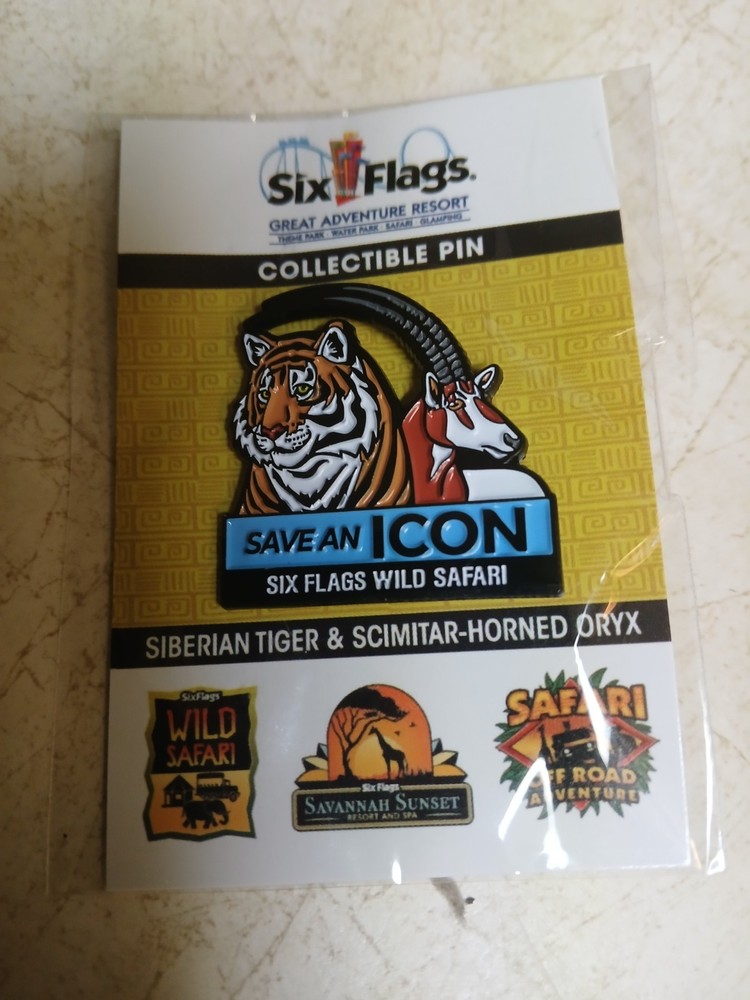 Six Flags.
GREAT ADVENTURE RESORT
THEME PARK · WATER PARK · SAFARI · GLAMPING
COLLECTIBLE PIN
SAVE AN ICON
SIX FLAGS WILD SAFARI
SIBERIAN TIGER & SCIMITAR-HORNED ORYX
SixFlags
WILD
SAFARI
Six Flags
SAVANNAH SUNSET
RESORT AND SPA
SAFARI
OFF ROAD
ADVENTURE